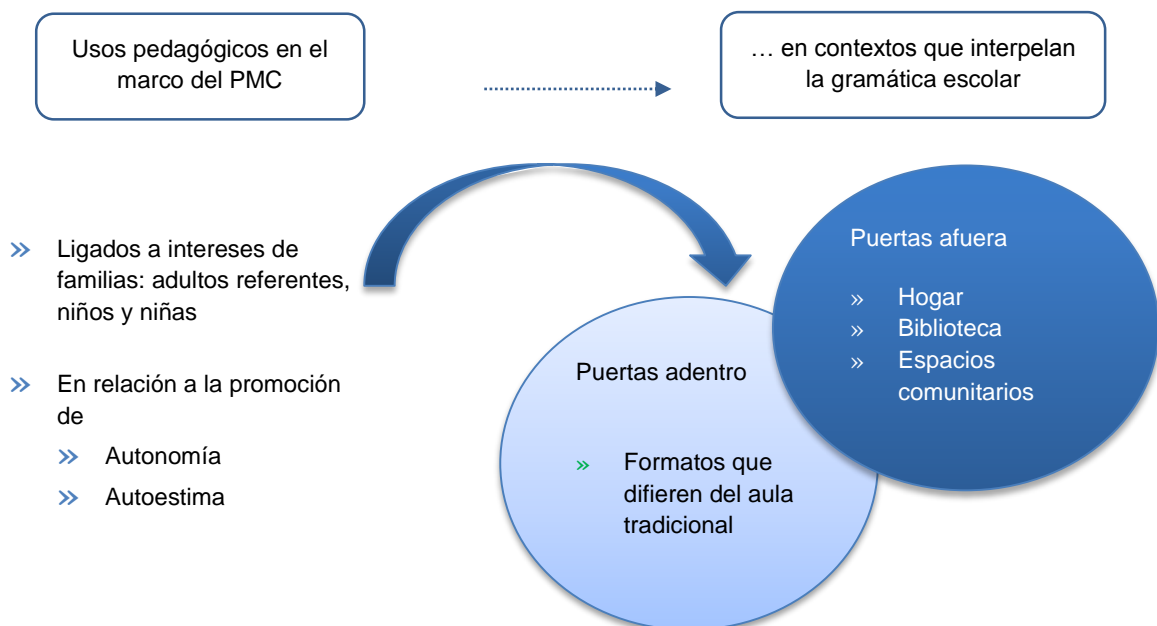 Usos pedagógicos en el
marco del PMC
… en contextos que interpelan
la gramática escolar
» Ligados a intereses de
familias: adultos referentes,
niños y niñas
» En relación a la promoción
de
» Autonomía
» Autoestima
Puertas adentro
» Formatos que
difieren del aula
tradicional
Puertas afuera
» Hogar
» Biblioteca
» Espacios
comunitarios